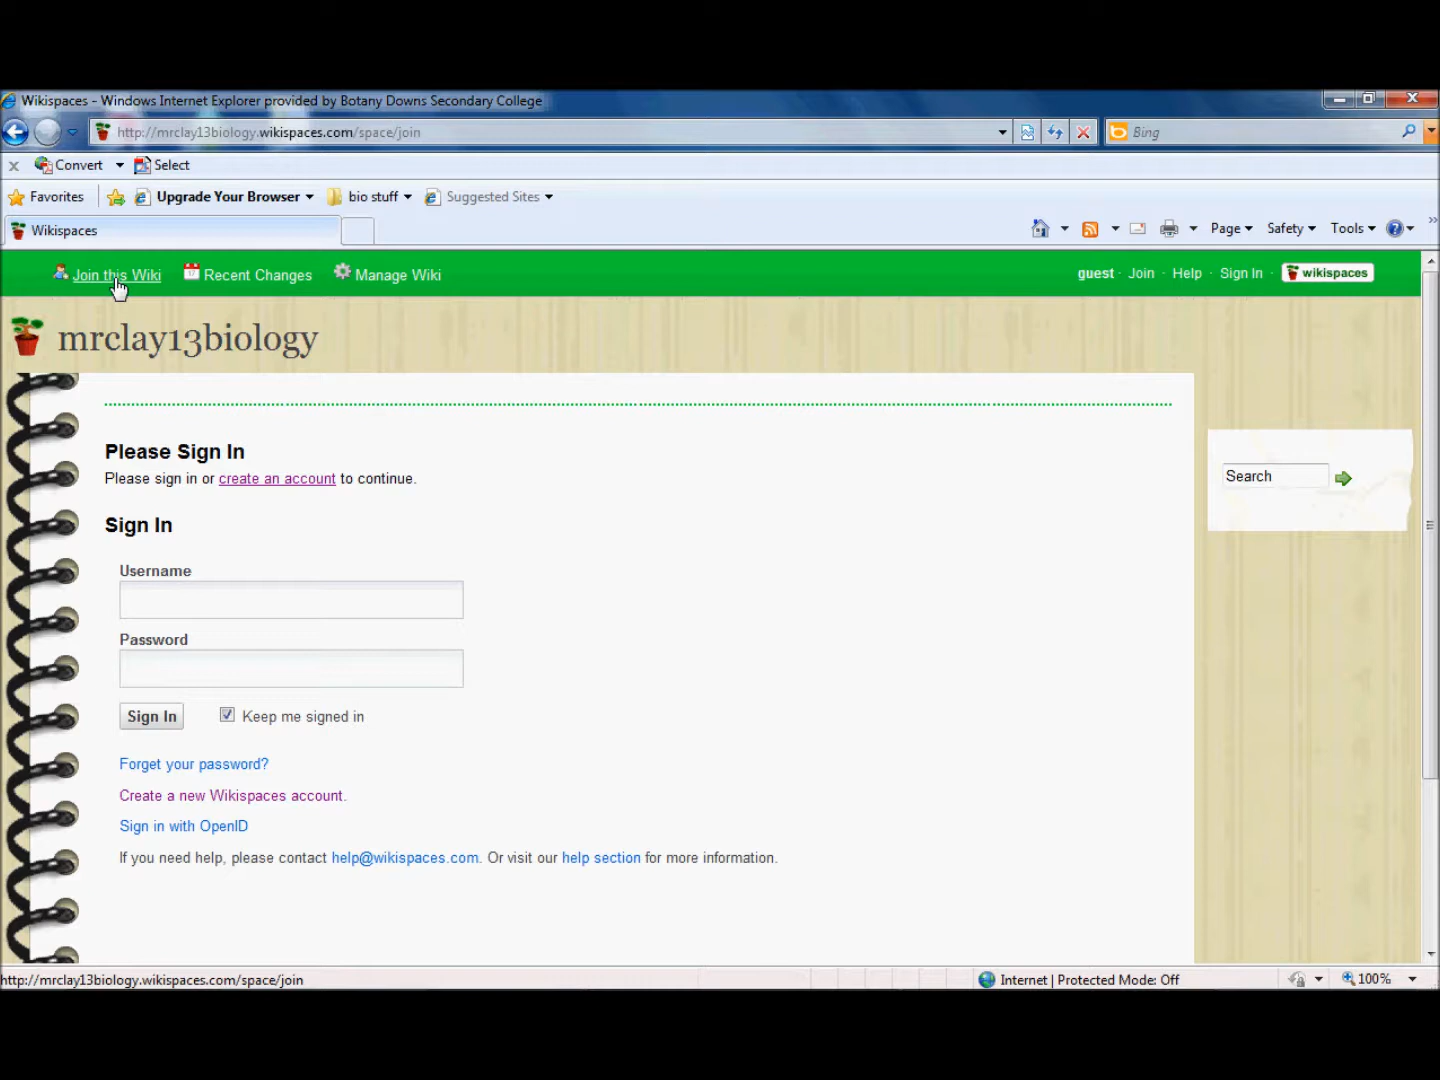 Wikispaces - Windows Internet Explorer provided by Botany Downs Secondary College
http://mrclay13biology.wikispaces.com/space/join
Bing
x Convert Select
Favorites Upgrade Your Browser bio stuff Suggested Sites
Wikispaces
Page Safety Tools
Join this Wiki Recent Changes Manage Wiki
guest · Join · Help · Sign In · wikispaces
mrclay13biology
Please Sign In
Please sign in or create an account to continue.
Search
Sign In
Username
Password
Sign In Keep me signed in
Forget your password?
Create a new Wikispaces account.
Sign in with OpenID
If you need help, please contact help@wikispaces.com. Or visit our help section for more information.
http://mrclay13biology.wikispaces.com/space/join
Internet | Protected Mode: Off
100%